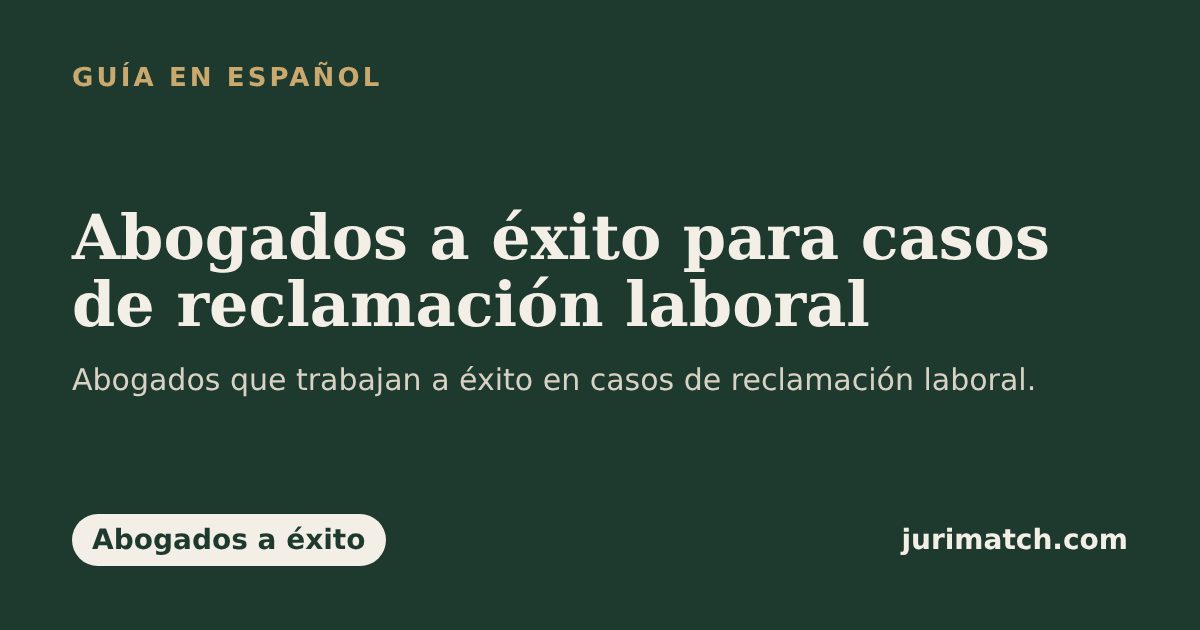 GUÍA EN ESPAÑOL
Abogados a éxito para casos
de reclamación laboral
Abogados que trabajan a éxito en casos de reclamación laboral.
Abogados a éxito
jurimatch.com